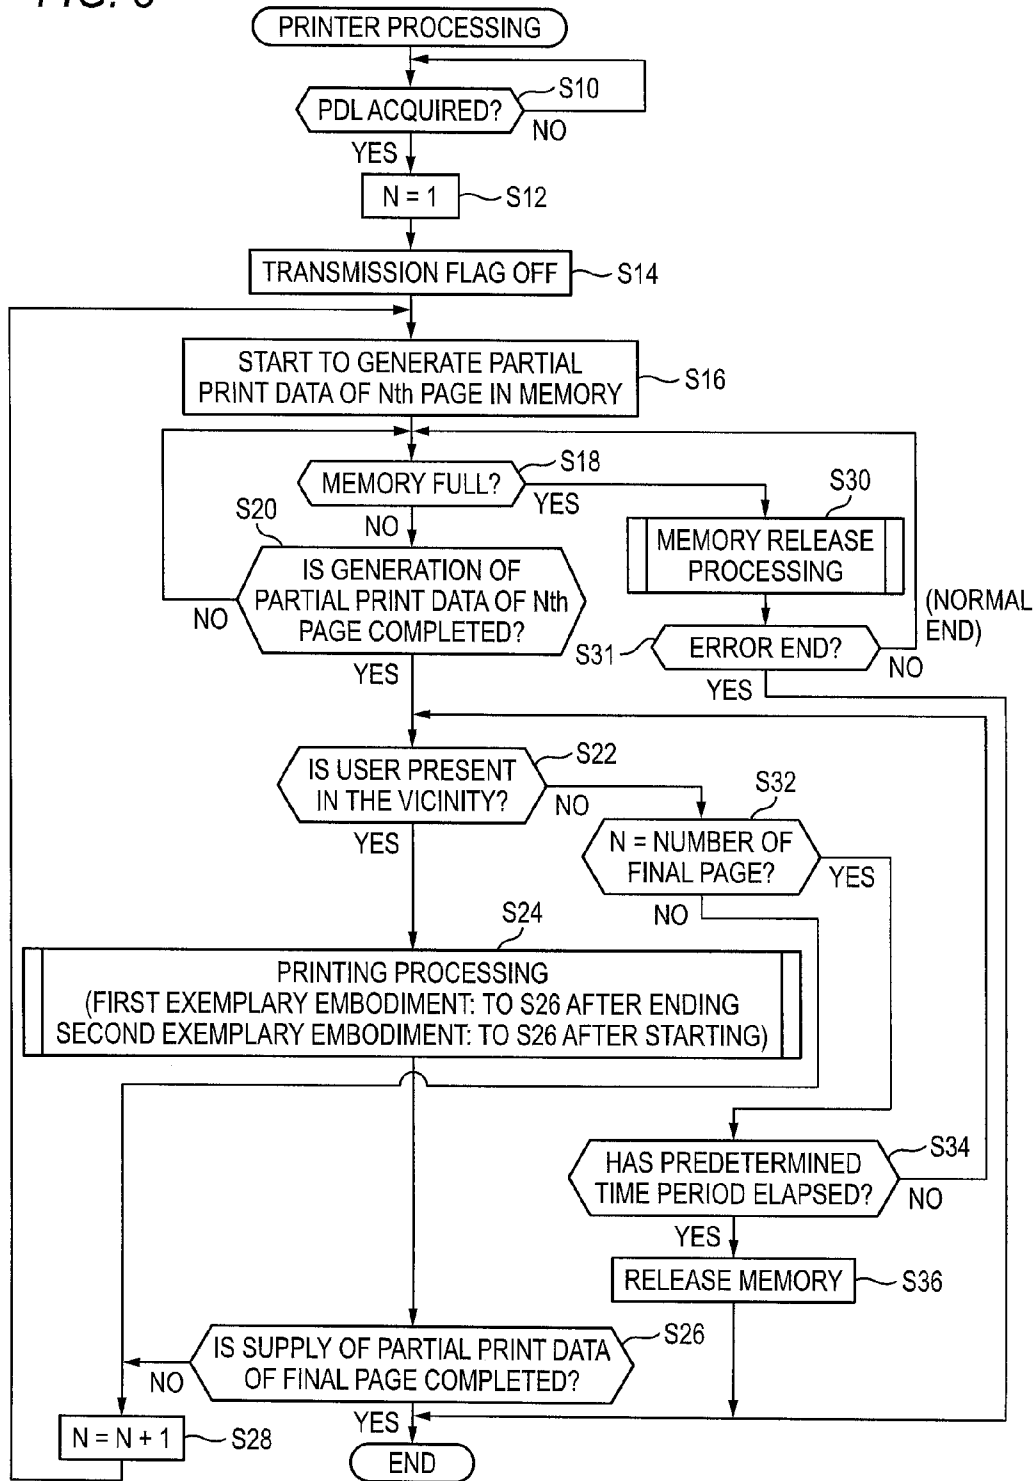 PRINTER PROCESSING
S10
PDL ACQUIRED?
NO
YES
N = 1
S12
TRANSMISSION FLAG OFF
S14
START TO GENERATE PARTIAL
PRINT DATA OF Nth PAGE IN MEMORY
S16
S18
MEMORY FULL?
YES
S30
NO
S20
MEMORY RELEASE
PROCESSING
IS GENERATION OF
PARTIAL PRINT DATA OF Nth
PAGE COMPLETED?
NO
(NORMAL
END)
S31
ERROR END?
NO
YES
YES
S22
IS USER PRESENT
IN THE VICINITY?
NO
S32
YES
N = NUMBER OF
FINAL PAGE?
YES
NO
S24
PRINTING PROCESSING
(FIRST EXEMPLARY EMBODIMENT: TO S26 AFTER ENDING
SECOND EXEMPLARY EMBODIMENT: TO S26 AFTER STARTING)
S34
HAS PREDETERMINED
TIME PERIOD ELAPSED?
NO
YES
RELEASE MEMORY
S36
S26
IS SUPPLY OF PARTIAL PRINT DATA
OF FINAL PAGE COMPLETED?
NO
YES
N = N + 1
S28
END